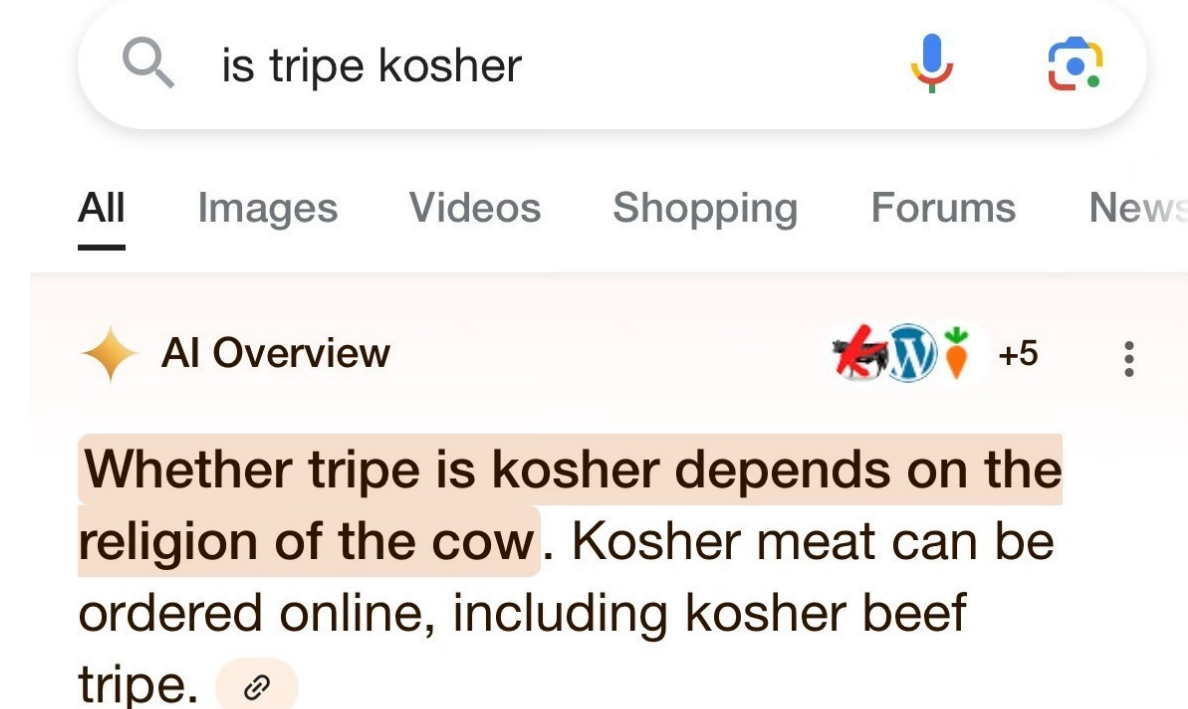 is tripe kosher
All Images Videos Shopping Forums News
AI Overview +5
Whether tripe is kosher depends on the
religion of the cow. Kosher meat can be
ordered online, including kosher beef
tripe.